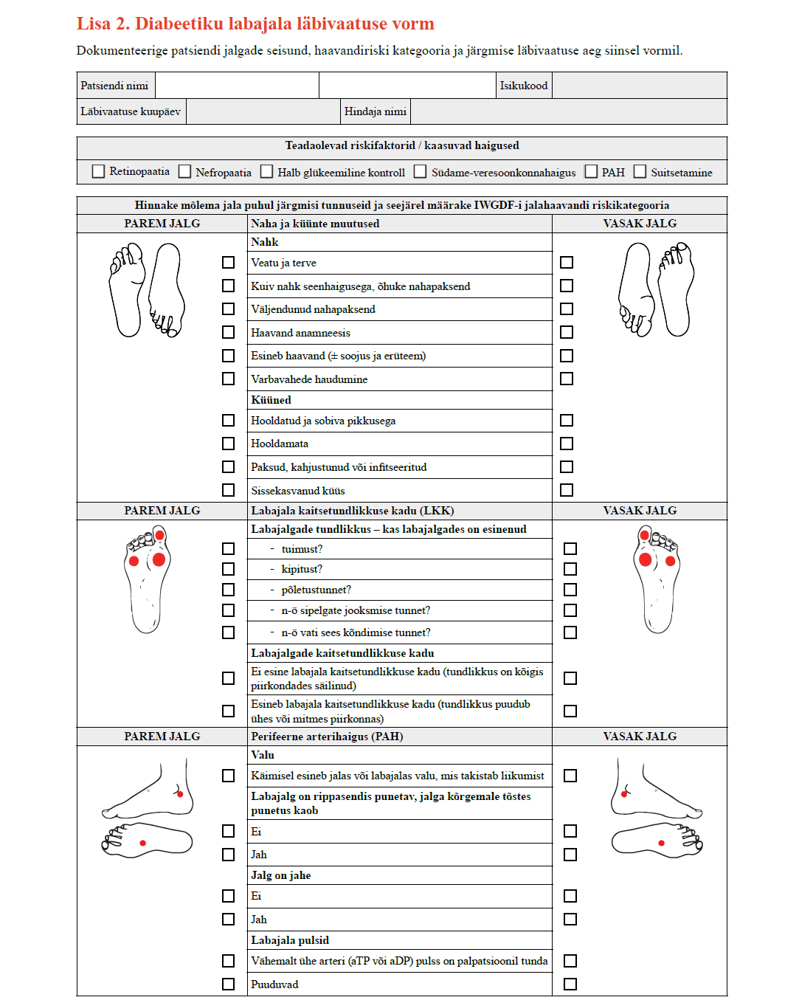 Lisa 2. Diabeetiku labajala läbivaatuse vorm
Dokumenteerige patsiendi jalgade seisund, haavandiriski kategooria ja järgmise läbivaatuse aeg siinsel vormil.
Patsiendi nimi
Isikukood
Läbivaatuse kuupäev
Hindaja nimi
Teadaolevad riskifaktorid / kaasuvad haigused
Retinopaatia
Nefropaatia
Halb glükeemiline kontroll
Südame-veresoonkonnahaigus
PAH
Suitsetamine
Hinnake mõlema jala puhul järgmisi tunnuseid ja seejärel määrake IWGDF-i jalahaavandi riskikategooria
PAREM JALG
Naha ja küünte muutused
VASAK JALG
Nahk
Veatu ja terve
Kuiv nahk seenhaigusega, õhuke nahapaksend
Väljendunud nahapaksend
Haavand anamneesis
Esineb haavand (± soojus ja erüteem)
Varbavahede haudumine
Küüned
Hooldatud ja sobiva pikkusega
Hooldamata
Paksud, kahjustunud või infitseeritud
Sissekasvanud küüs
PAREM JALG
Labajala kaitsetundlikkuse kadu (LKK)
VASAK JALG
Labajalgade tundlikkus – kas labajalgades on esinenud
- tuimust?
- kipitust?
- põletustunnet?
- n-ö sipelgate jooksmise tunnet?
- n-ö vati sees kõndimise tunnet?
Labajalgade kaitsetundlikkuse kadu
Ei esine labajala kaitsetundlikkuse kadu (tundlikkus on kõigis
piirkondades säilinud)
Esineb labajala kaitsetundlikkuse kadu (tundlikkus puudub
ühes või mitmes piirkonnas)
PAREM JALG
Perifeerne arterihaigus (PAH)
VASAK JALG
Valu
Käimisel esineb jalas või labajalas valu, mis takistab liikumist
Labajalg on rippasendis punetav, jalga kõrgemale tõstes
punetus kaob
Ei
Jah
Jalg on jahe
Ei
Jah
Labajala pulsid
Vähemalt ühe arteri (aTP või aDP) pulss on palpatsioonil tunda
Puuduvad